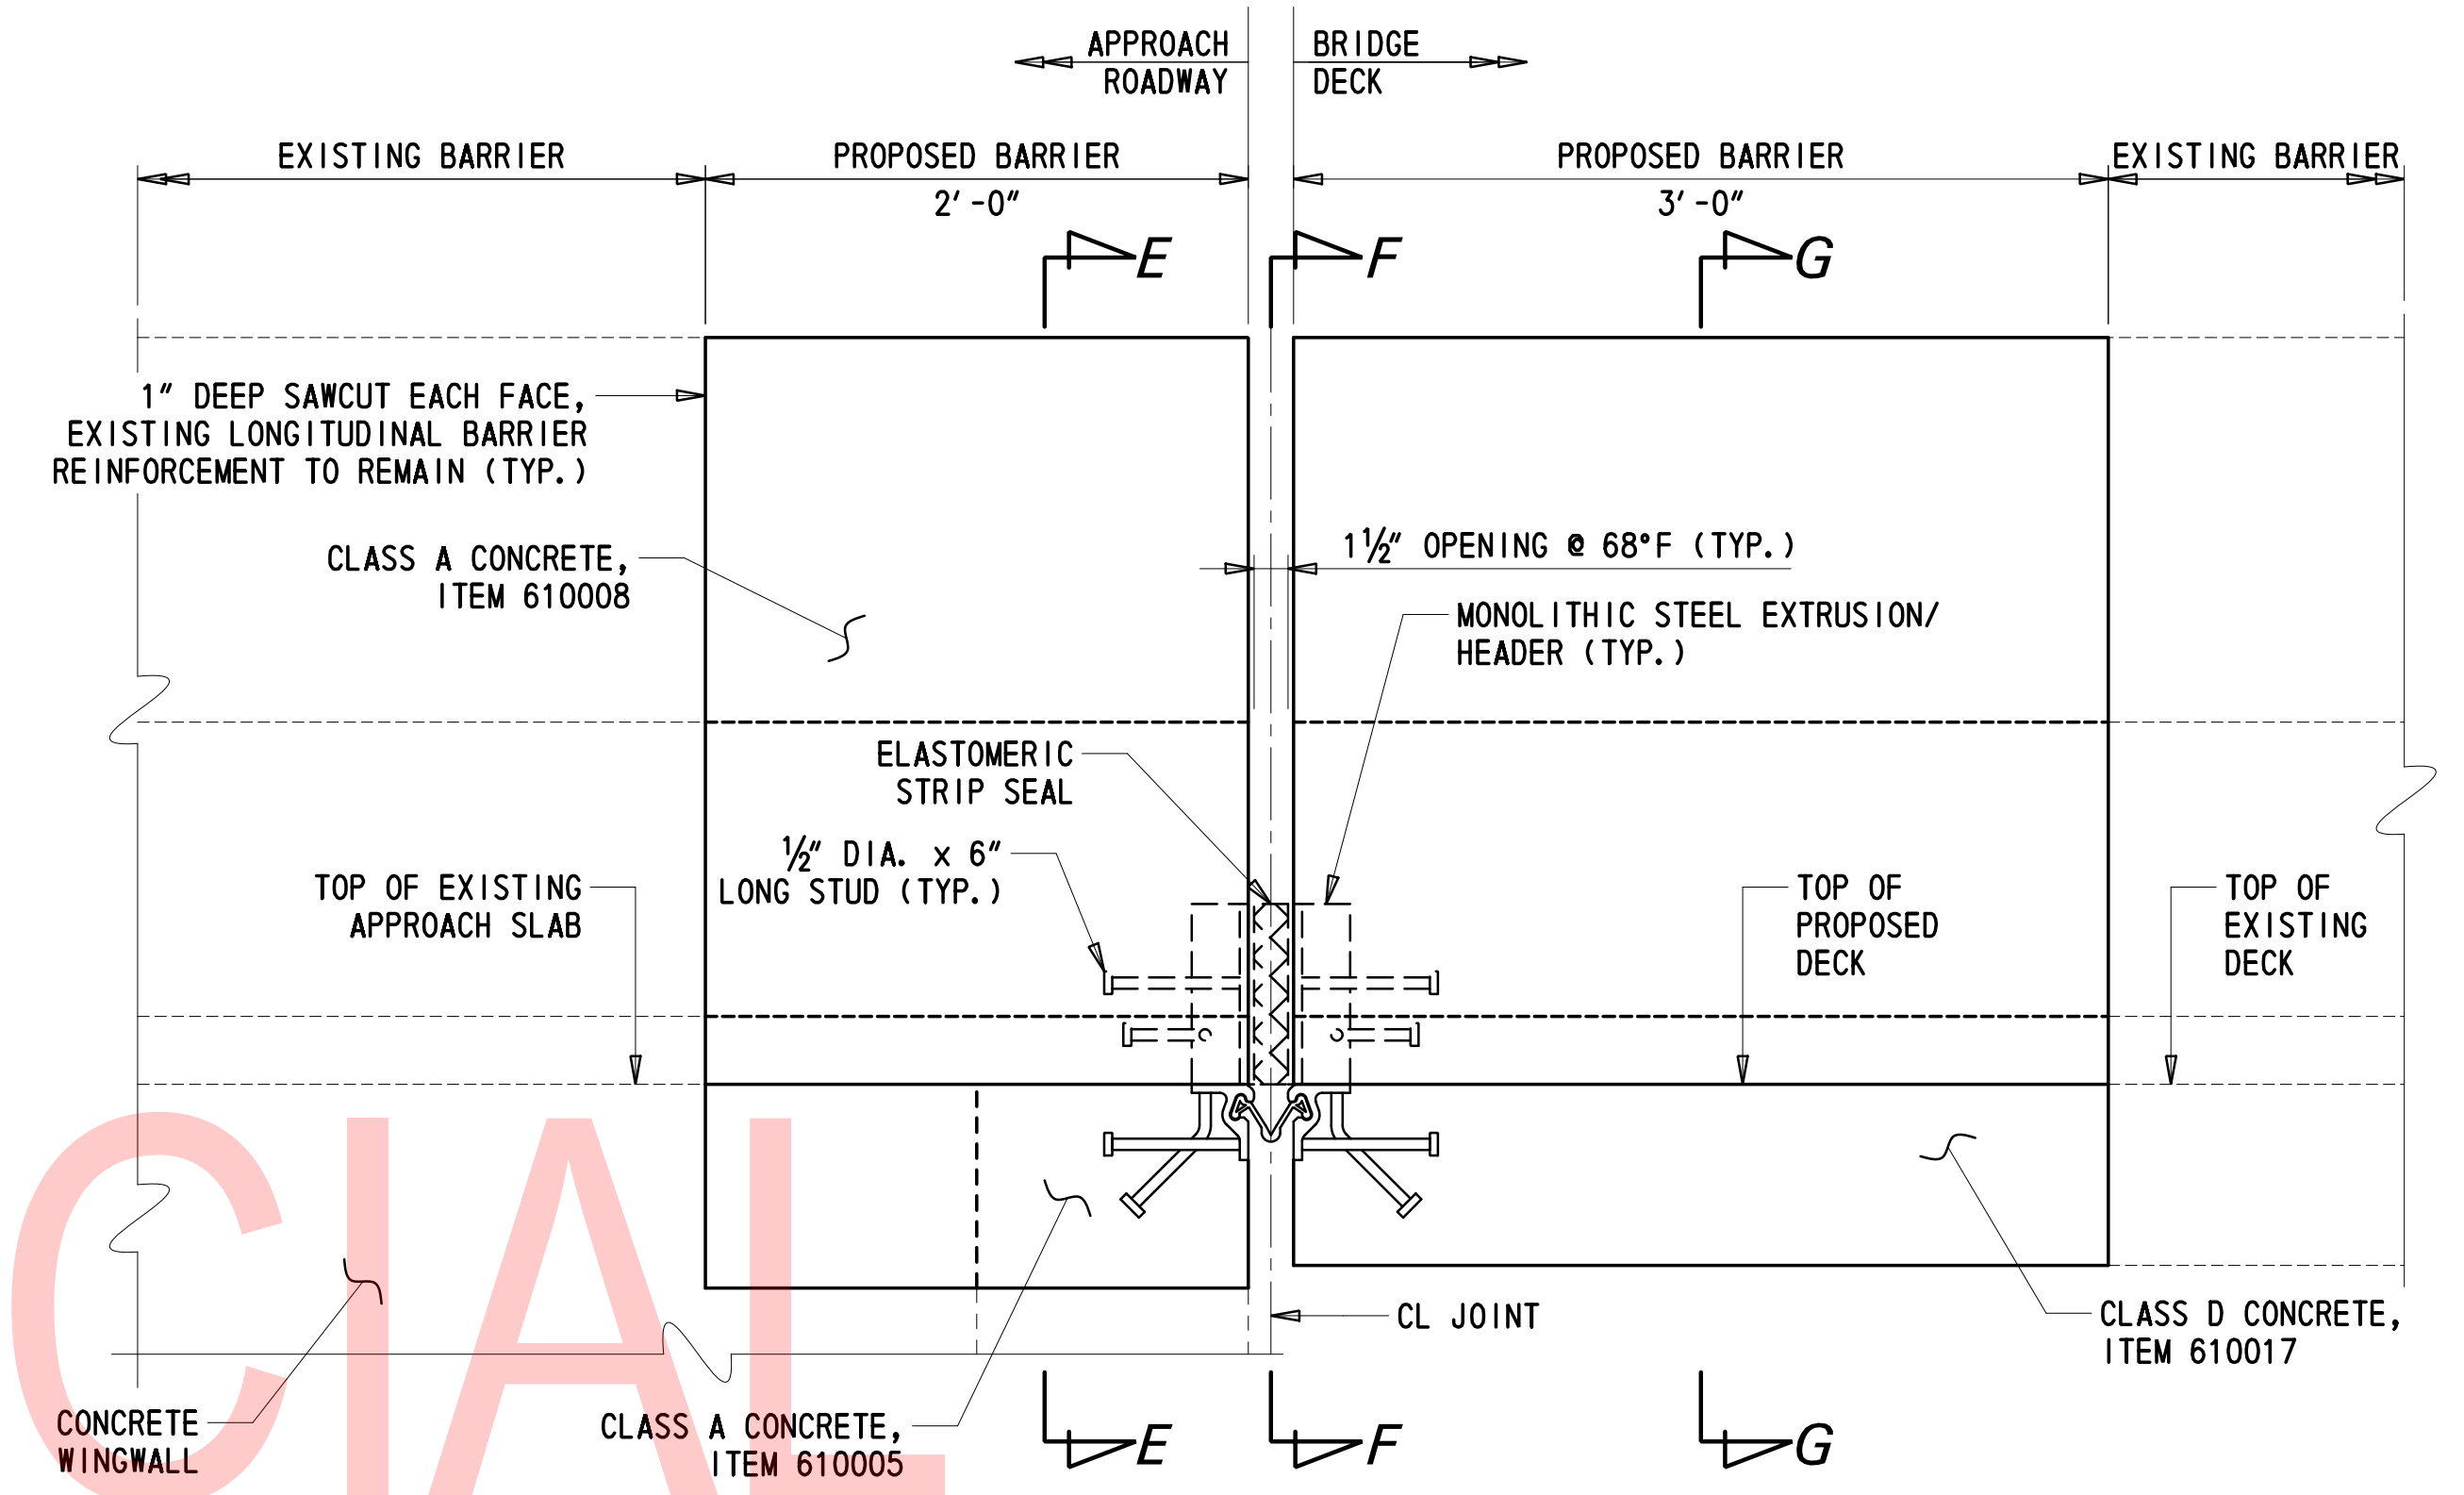 APPROACH
ROADWAY
BRIDGE
DECK
EXISTING BARRIER
PROPOSED BARRIER
2'-0"
PROPOSED BARRIER
3'-0"
EXISTING BARRIER
E
F
G
1" DEEP SAWCUT EACH FACE,
EXISTING LONGITUDINAL BARRIER
REINFORCEMENT TO REMAIN (TYP.)
CLASS A CONCRETE,
ITEM 610008
1½" OPENING @ 68°F (TYP.)
MONOLITHIC STEEL EXTRUSION/
HEADER (TYP.)
ELASTOMERIC
STRIP SEAL
½" DIA. x 6"
LONG STUD (TYP.)
TOP OF EXISTING
APPROACH SLAB
TOP OF
PROPOSED
DECK
TOP OF
EXISTING
DECK
CL JOINT
CLASS D CONCRETE,
ITEM 610017
CONCRETE
WINGWALL
CLASS A CONCRETE,
ITEM 610005
E
F
G
CIAL